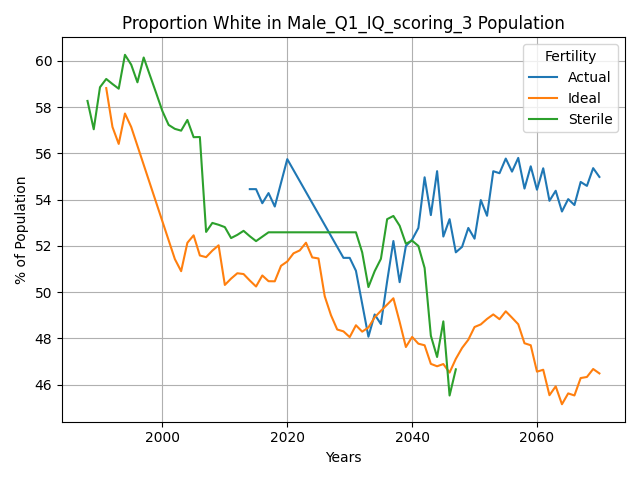 Proportion White in Male_Q1_IQ_scoring_3 Population
Fertility
Actual
Ideal
Sterile
% of Population
60
58
56
54
52
50
48
46
2000
2020
2040
2060
Years